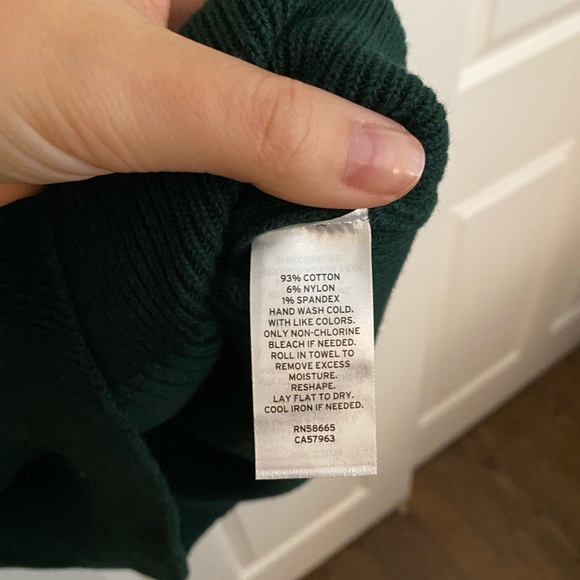 93% COTTON
6% NYLON
1% SPANDEX
HAND WASH COLD.
WITH LIKE COLORS.
ONLY NON-CHLORINE
BLEACH IF NEEDED.
ROLL IN TOWEL TO
REMOVE EXCESS
MOISTURE.
RESHAPE.
LAY FLAT TO DRY.
COOL IRON IF NEEDED.
RN58665
CA57963